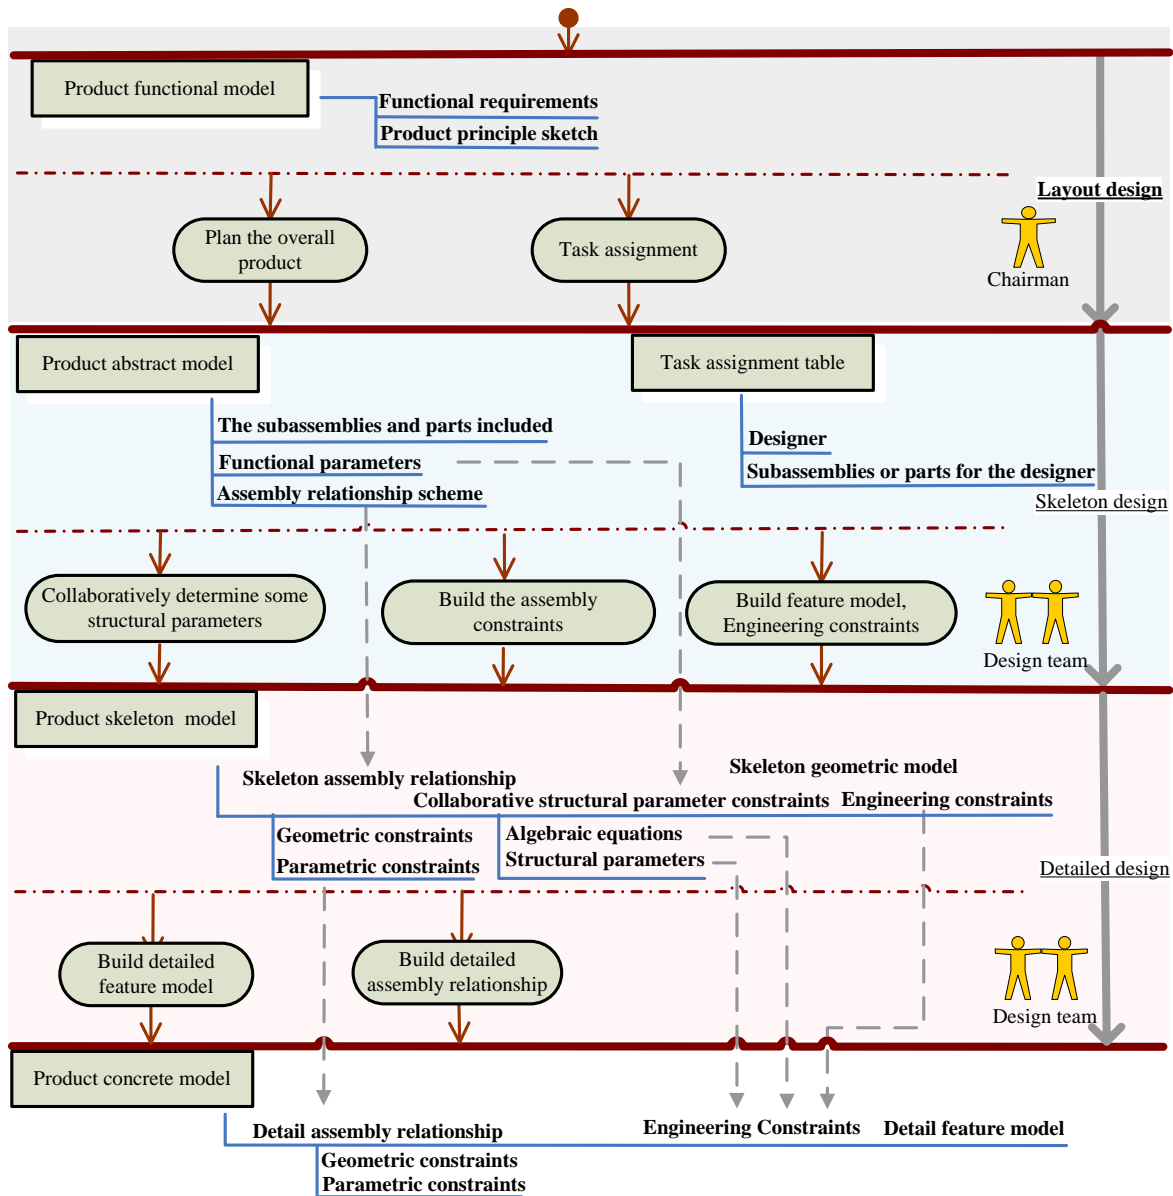 Product functional model
Functional requirements
Product principle sketch
Layout design
Plan the overall
product
Task assignment
Chairman
Product abstract model
Task assignment table
The subassemblies and parts included
Functional parameters
Assembly relationship scheme
Designer
Subassemblies or parts for the designer
Skeleton design
Collaboratively determine some
structural parameters
Build the assembly
constraints
Build feature model,
Engineering constraints
Design team
Product skeleton model
Skeleton assembly relationship
Skeleton geometric model
Collaborative structural parameter constraints
Engineering constraints
Geometric constraints
Parametric constraints
Algebraic equations
Structural parameters
Detailed design
Build detailed
feature model
Build detailed
assembly relationship
Design team
Product concrete model
Detail assembly relationship
Engineering Constraints
Detail feature model
Geometric constraints
Parametric constraints